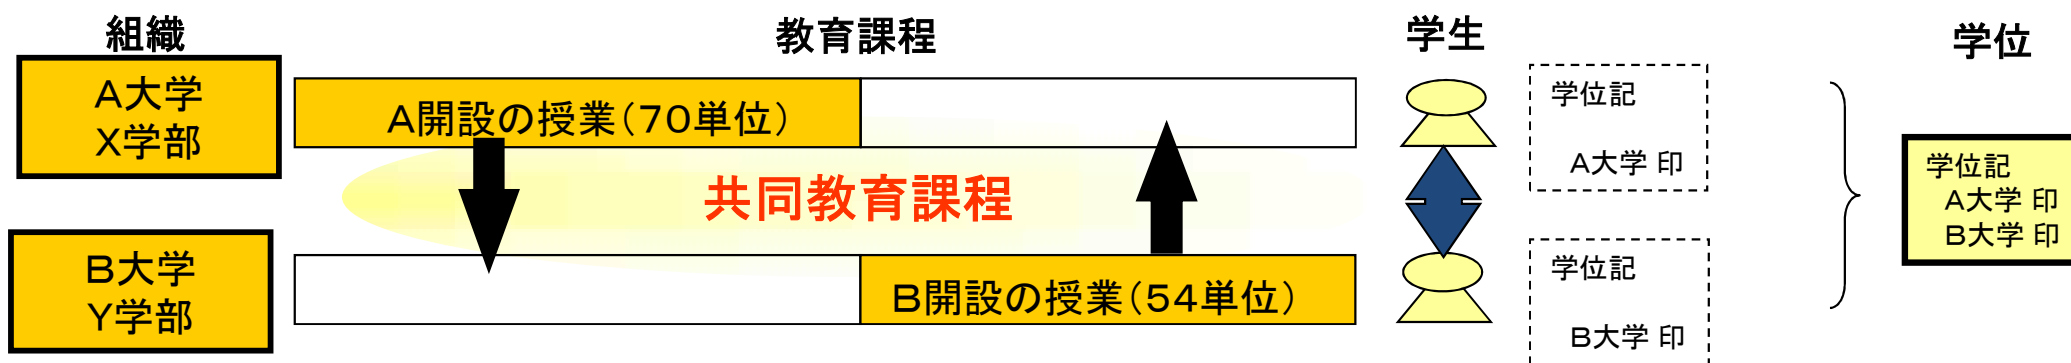 組織
教育課程
学生
学位
A大学
X学部
A開設の授業(70単位)
学位記
A大学 印
共同教育課程
学位記
A大学 印
B大学 印
B大学
Y学部
B開設の授業(54単位)
学位記
B大学 印